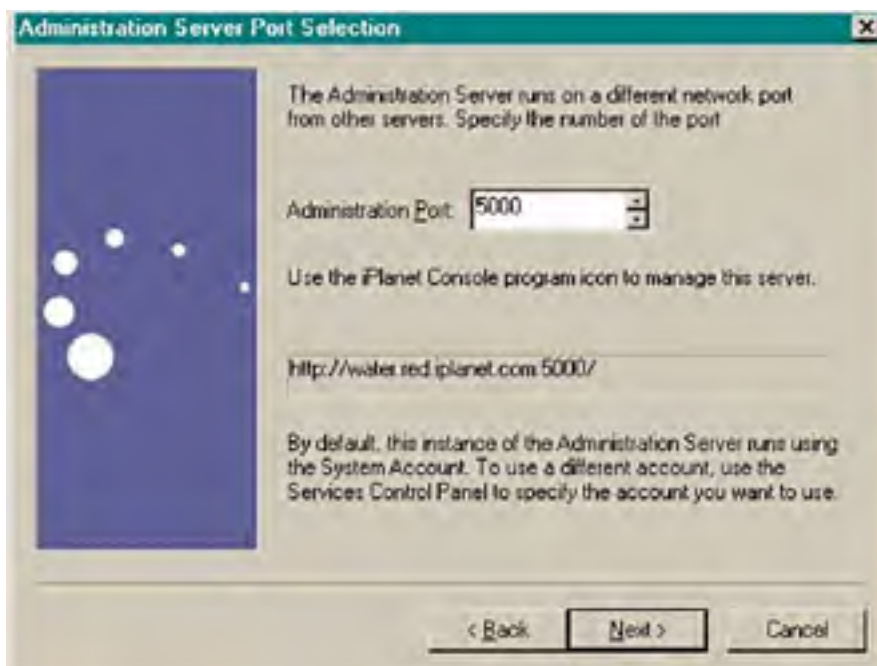 Administration Server Port Selection
The Administration Server runs on a different network port
from other servers. Specify the number of the port
Administration Port: 5000
Use the iPlanet Console program icon to manage this server.
http://water.red.iplanet.com:5000/
By default, this instance of the Administration Server runs using
the System Account. To use a different account, use the
Services Control Panel to specify the account you want to use.
< Back
Next >
Cancel